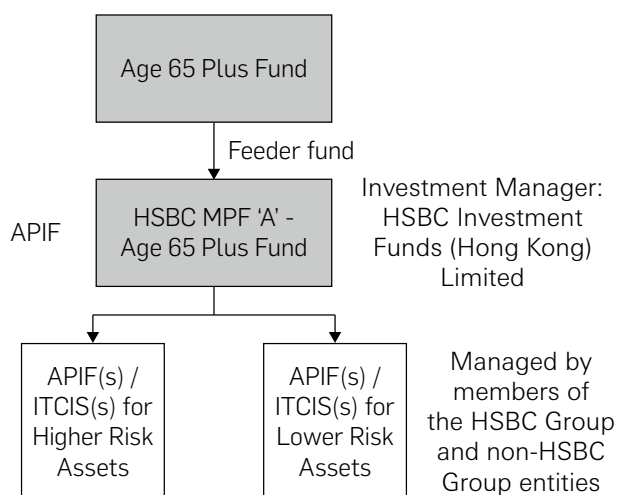 Age 65 Plus Fund
Feeder fund
APIF
HSBC MPF ‘A’ -
Age 65 Plus Fund
Investment Manager:
HSBC Investment
Funds (Hong Kong)
Limited
APIF(s) /
ITCIS(s) for
Higher Risk
Assets
APIF(s) /
ITCIS(s) for
Lower Risk
Assets
Managed by
members of
the HSBC Group
and non-HSBC
Group entities